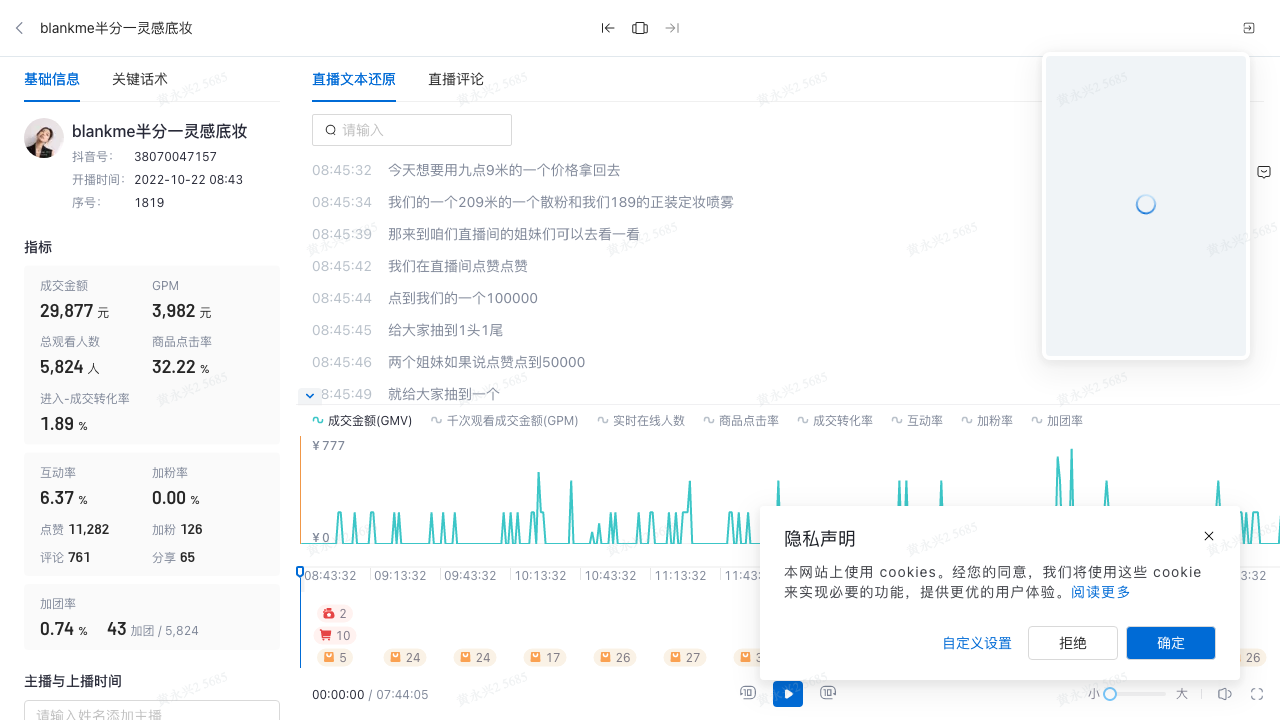 blankme半分一灵感底妆
基础信息
关键话术
直播文本还原
直播评论
blankme半分一灵感底妆
抖音号：
38070047157
开播时间：
2022-10-22 08:43
序号：
1819
指标
成交金额
GPM
29,877 元
3,982 元
总观看人数
商品点击率
5,824 人
32.22 %
进入-成交转化率
1.89 %
互动率
加粉率
6.37 %
0.00 %
点赞 11,282
加粉 126
评论 761
分享 65
加团率
0.74 %
43 加团 / 5,824
主播与上播时间
请输入姓名添加主播
请输入
08:45:32 今天想要用九点9米的一个价格拿回去
08:45:34 我们的一个209米的一个散粉和我们189的正装定妆喷雾
08:45:39 那来到咱们直播间的姐妹们可以去看一看
08:45:42 我们在直播间点赞点赞
08:45:44 点到我们的一个100000
08:45:45 给大家抽到1头1尾
08:45:46 两个姐妹如果说点赞点到50000
8:45:49 就给大家抽到一个
成交金额(GMV)
千次观看成交金额(GPM)
实时在线人数
商品点击率
成交转化率
互动率
加粉率
加团率
¥ 777
¥ 0
08:43:32
09:13:32
09:43:32
10:13:32
10:43:32
11:13:32
11:43
3:32
2
10
5
24
24
17
26
27
3
26
00:00:00 / 07:44:05
10
10
小
大
隐私声明
本网站上使用 cookies。经您的同意，我们将使用这些 cookie
来实现必要的功能，提供更优的用户体验。阅读更多
自定义设置
拒绝
确定
黄永兴2 5685